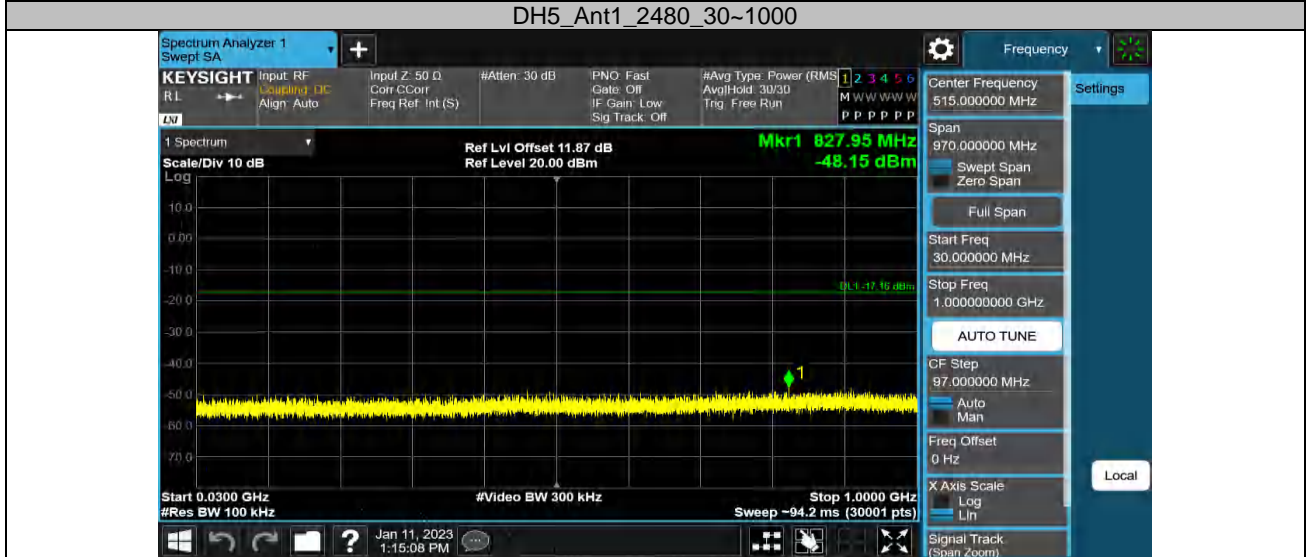 DH5_Ant1_2480_30~1000
Spectrum Analyzer 1
Swept SA
+
Frequency
KEYSIGHT
RL
LXI
Input: RF
Coupling: DC
Align: Auto
Input Z: 50 Ω
Corr CCorr
Freq Ref: Int (S)
#Atten: 30 dB
PNO: Fast
Gate: Off
IF Gain: Low
Sig Track: Off
#Avg Type: Power (RMS
Avg|Hold: 30/30
Trig: Free Run
1 2 3 4 5 6
M W W W W W
P P P P P P
1 Spectrum
Scale/Div 10 dB
Log
Ref Lvl Offset 11.87 dB
Ref Level 20.00 dBm
Mkr1 827.95 MHz
-48.15 dBm
10.0
0.00
-10.0
DL1 -17.16 dBm
-20.0
-30.0
-40.0
1
-50.0
-60.0
-70.0
Start 0.0300 GHz
#Res BW 100 kHz
#Video BW 300 kHz
Stop 1.0000 GHz
Sweep ~94.2 ms (30001 pts)
Jan 11, 2023
1:15:08 PM
?
Center Frequency
515.000000 MHz
Span
970.000000 MHz
Swept Span
Zero Span
Full Span
Start Freq
30.000000 MHz
Stop Freq
1.000000000 GHz
AUTO TUNE
CF Step
97.000000 MHz
Auto
Man
Freq Offset
0 Hz
X Axis Scale
Log
Lin
Signal Track
(Span Zoom)
Settings
Local